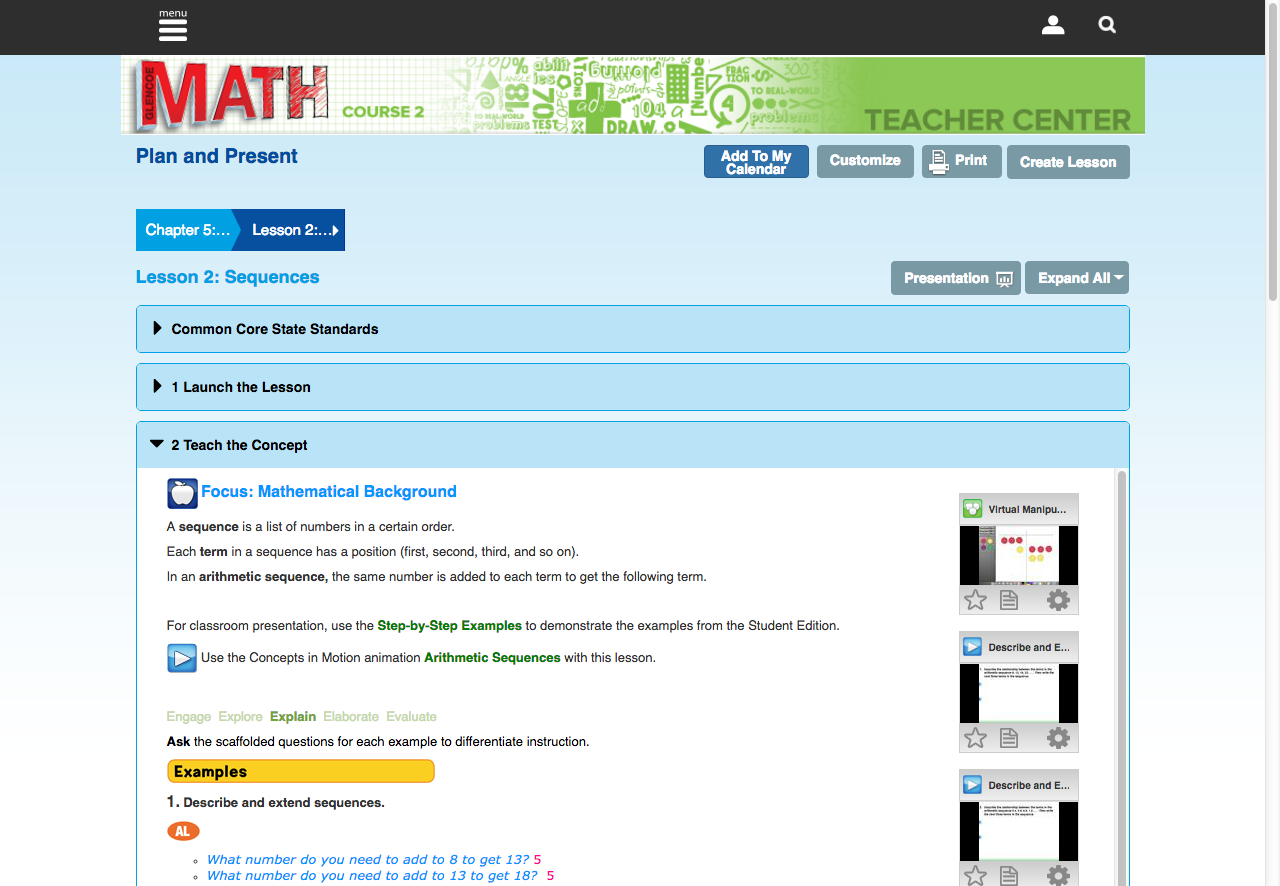 menu
GLENCOE MATH COURSE 2
TEACHER CENTER
Plan and Present
Add To My Calendar
Customize
Print
Create Lesson
Chapter 5:...
Lesson 2:...
Lesson 2: Sequences
Presentation
Expand All
Common Core State Standards
1 Launch the Lesson
2 Teach the Concept
Focus: Mathematical Background
A sequence is a list of numbers in a certain order.
Each term in a sequence has a position (first, second, third, and so on).
In an arithmetic sequence, the same number is added to each term to get the following term.
For classroom presentation, use the Step-by-Step Examples to demonstrate the examples from the Student Edition.
Use the Concepts in Motion animation Arithmetic Sequences with this lesson.
Engage Explore Explain Elaborate Evaluate
Ask the scaffolded questions for each example to differentiate instruction.
Examples
1. Describe and extend sequences.
AL
◦ What number do you need to add to 8 to get 13? 5
◦ What number do you need to add to 13 to get 18? 5
Virtual Manipu...
Describe and E...
Describe and E...